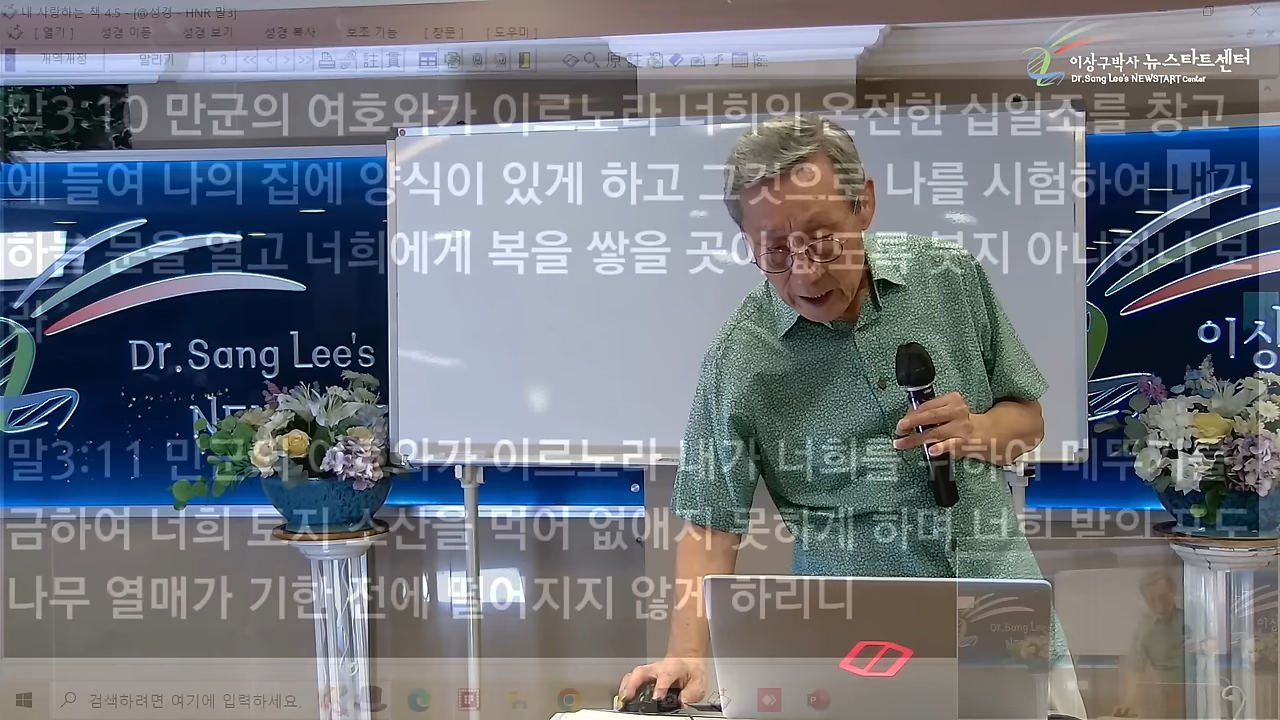 내 사랑하는 책 4.5 - [@성경 - HNR 말3]
[ 열기 ] 성경 이동 성경 보기 성경 복사 보조 기능 [ 창문 ] [ 도우미 ]
개역개정 말라기 3
이상구박사 뉴스타트센터
Dr.Sang Lee's NEWSTART Center
말3:10 만군의 여호와가 이르노라 너희의 온전한 십일조를 창고
에 들여 나의 집에 양식이 있게 하고 그것으로 나를 시험하여 내가
하늘 문을 열고 너희에게 복을 쌓을 곳이 없도록 붓지 아니하나 보
라
Dr.Sang Lee's
이상
말3:11 만군의 여호와가 이르노라 내가 너희를 위하여 메뚜기를
금하여 너희 토지 소산을 먹어 없애지 못하게 하며 너희 밭의 포도
나무 열매가 기한 전에 떨어지지 않게 하리니
검색하려면 여기에 입력하세요.